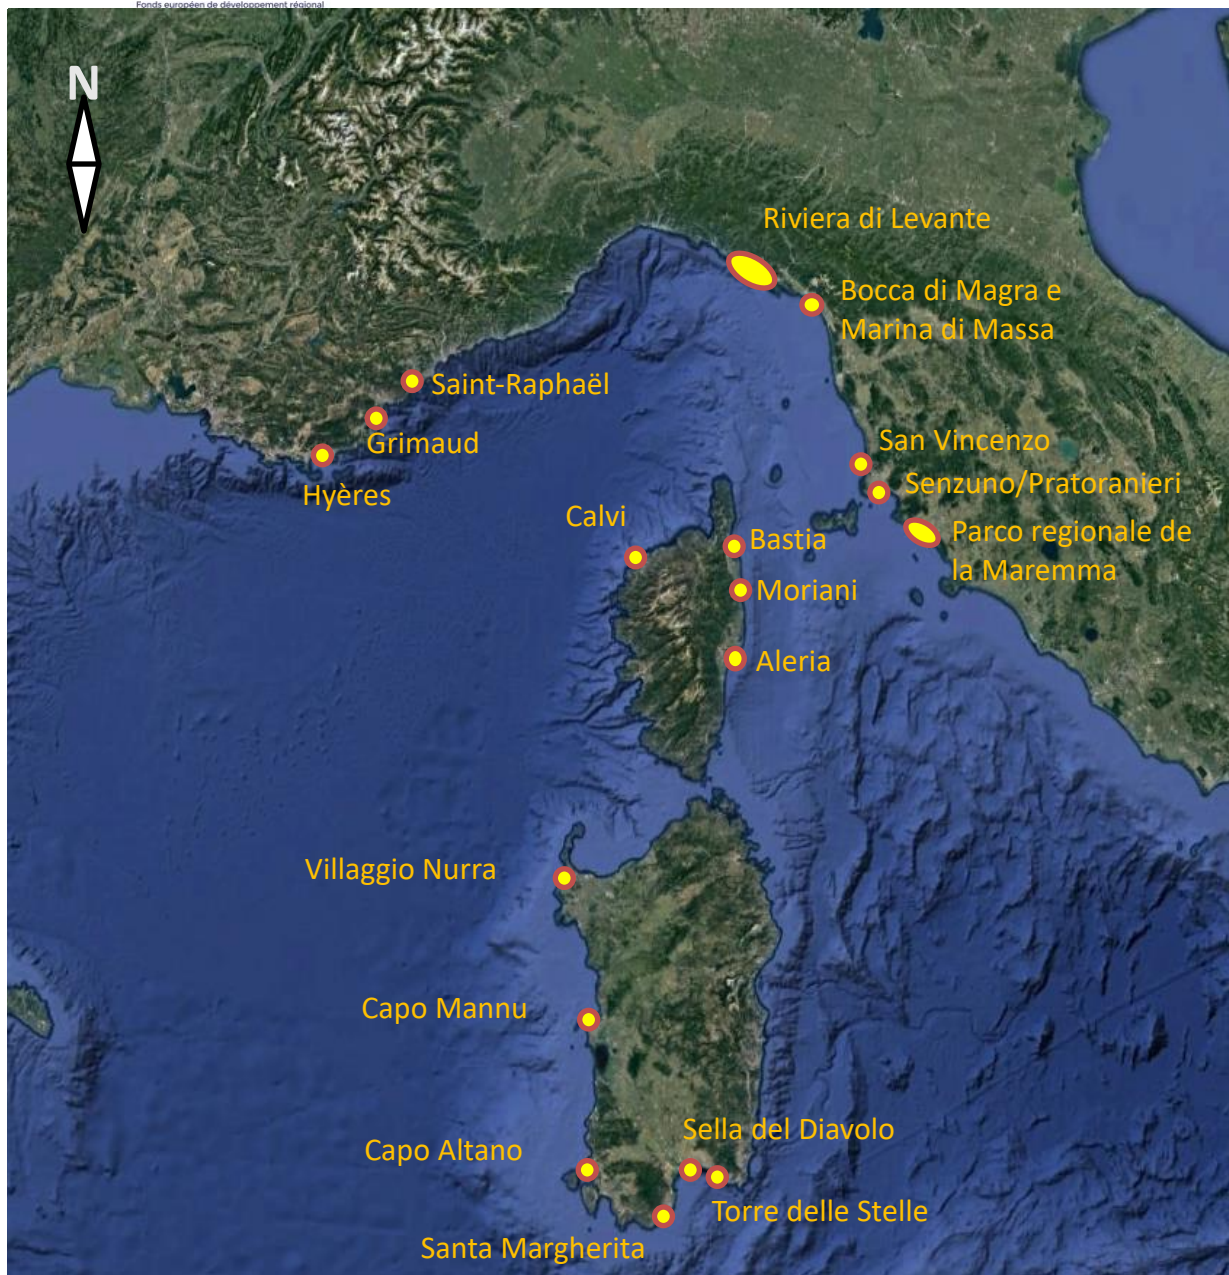 Fonds européen de développement régional
N
Riviera di Levante
Bocca di Magra e
Marina di Massa
Saint-Raphaël
Grimaud
Hyères
San Vincenzo
Senzuno/Pratoranieri
Parco regionale de
la Maremma
Calvi
Bastia
Moriani
Aleria
Villaggio Nurra
Capo Mannu
Sella del Diavolo
Capo Altano
Torre delle Stelle
Santa Margherita